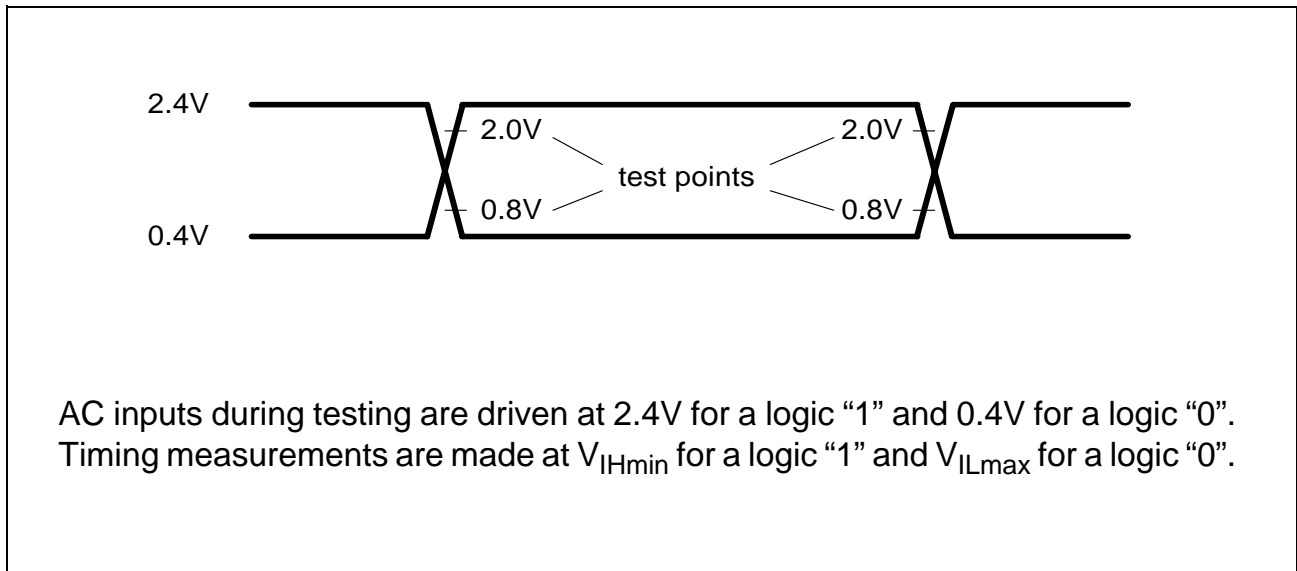 2.4V
2.0V 2.0V
test points
0.8V 0.8V
0.4V
AC inputs during testing are driven at 2.4V for a logic “1” and 0.4V for a logic “0”.
Timing measurements are made at VIHmin for a logic “1” and VILmax for a logic “0”.